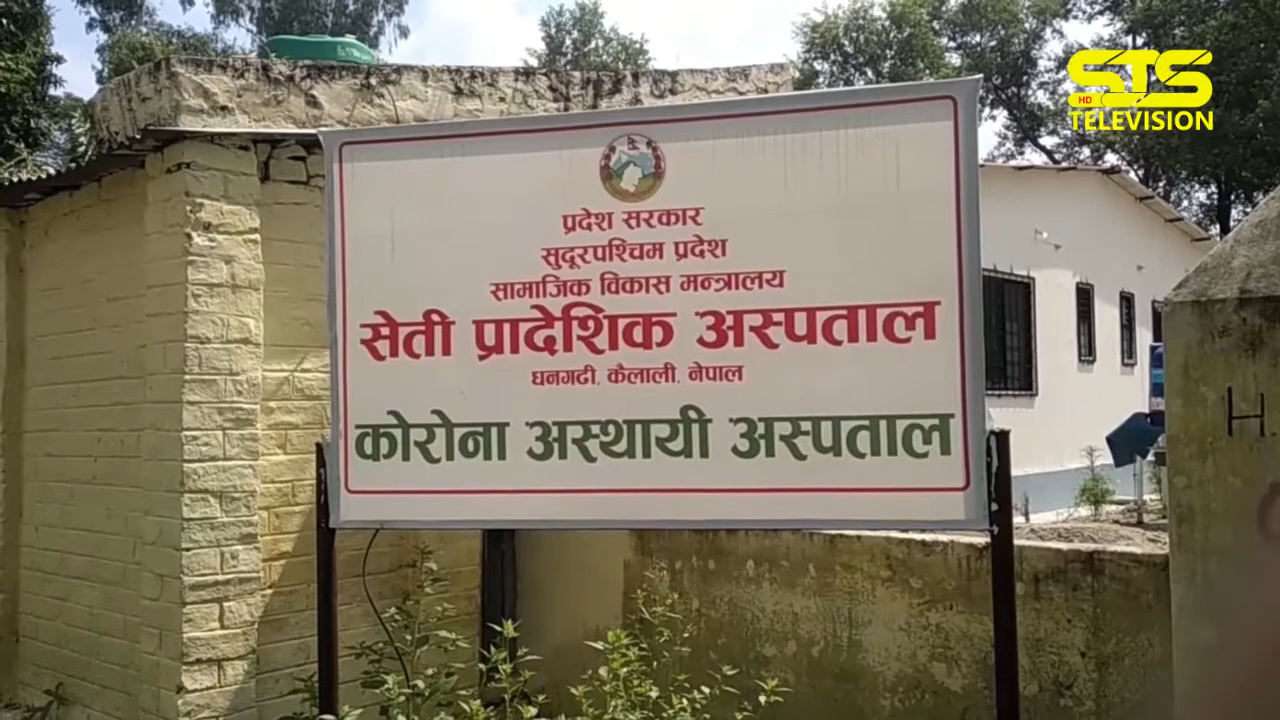 STS
HD
TELEVISION
प्रदेश सरकार
सुदूरपश्चिम प्रदेश
सामाजिक विकास मन्त्रालय
सेती प्रादेशिक अस्पताल
धनगढी, कैलाली, नेपाल
कोरोना अस्थायी अस्पताल
H